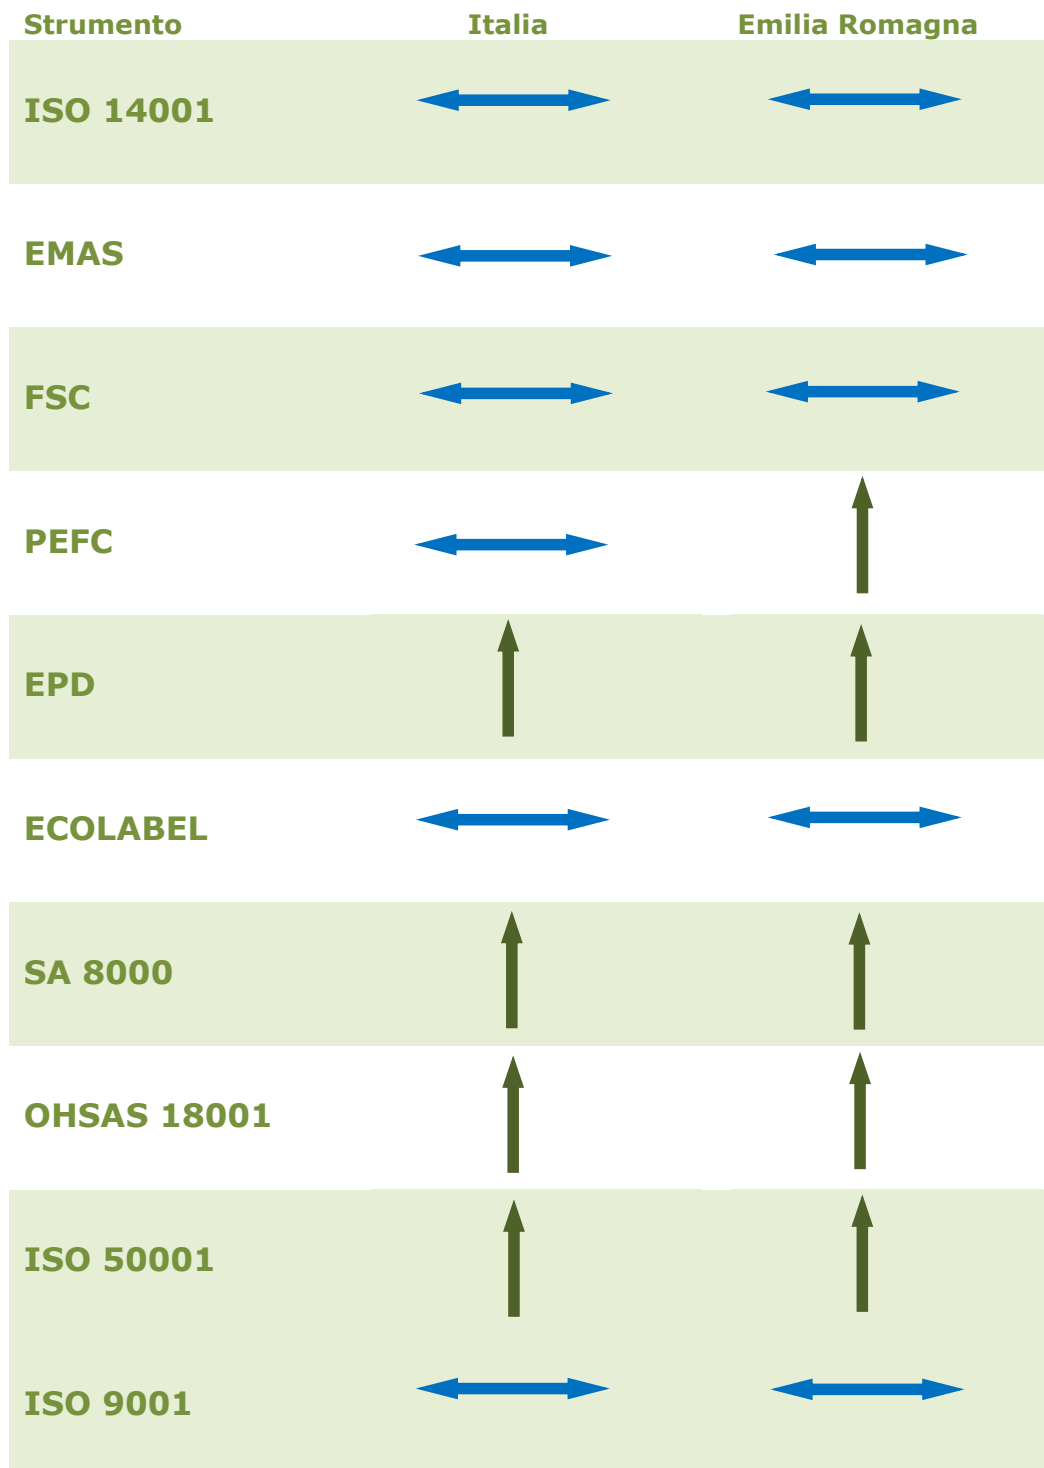 Strumento Italia Emilia Romagna
ISO 14001
EMAS
FSC
PEFC
EPD
ECOLABEL
SA 8000
OHSAS 18001
ISO 50001
ISO 9001